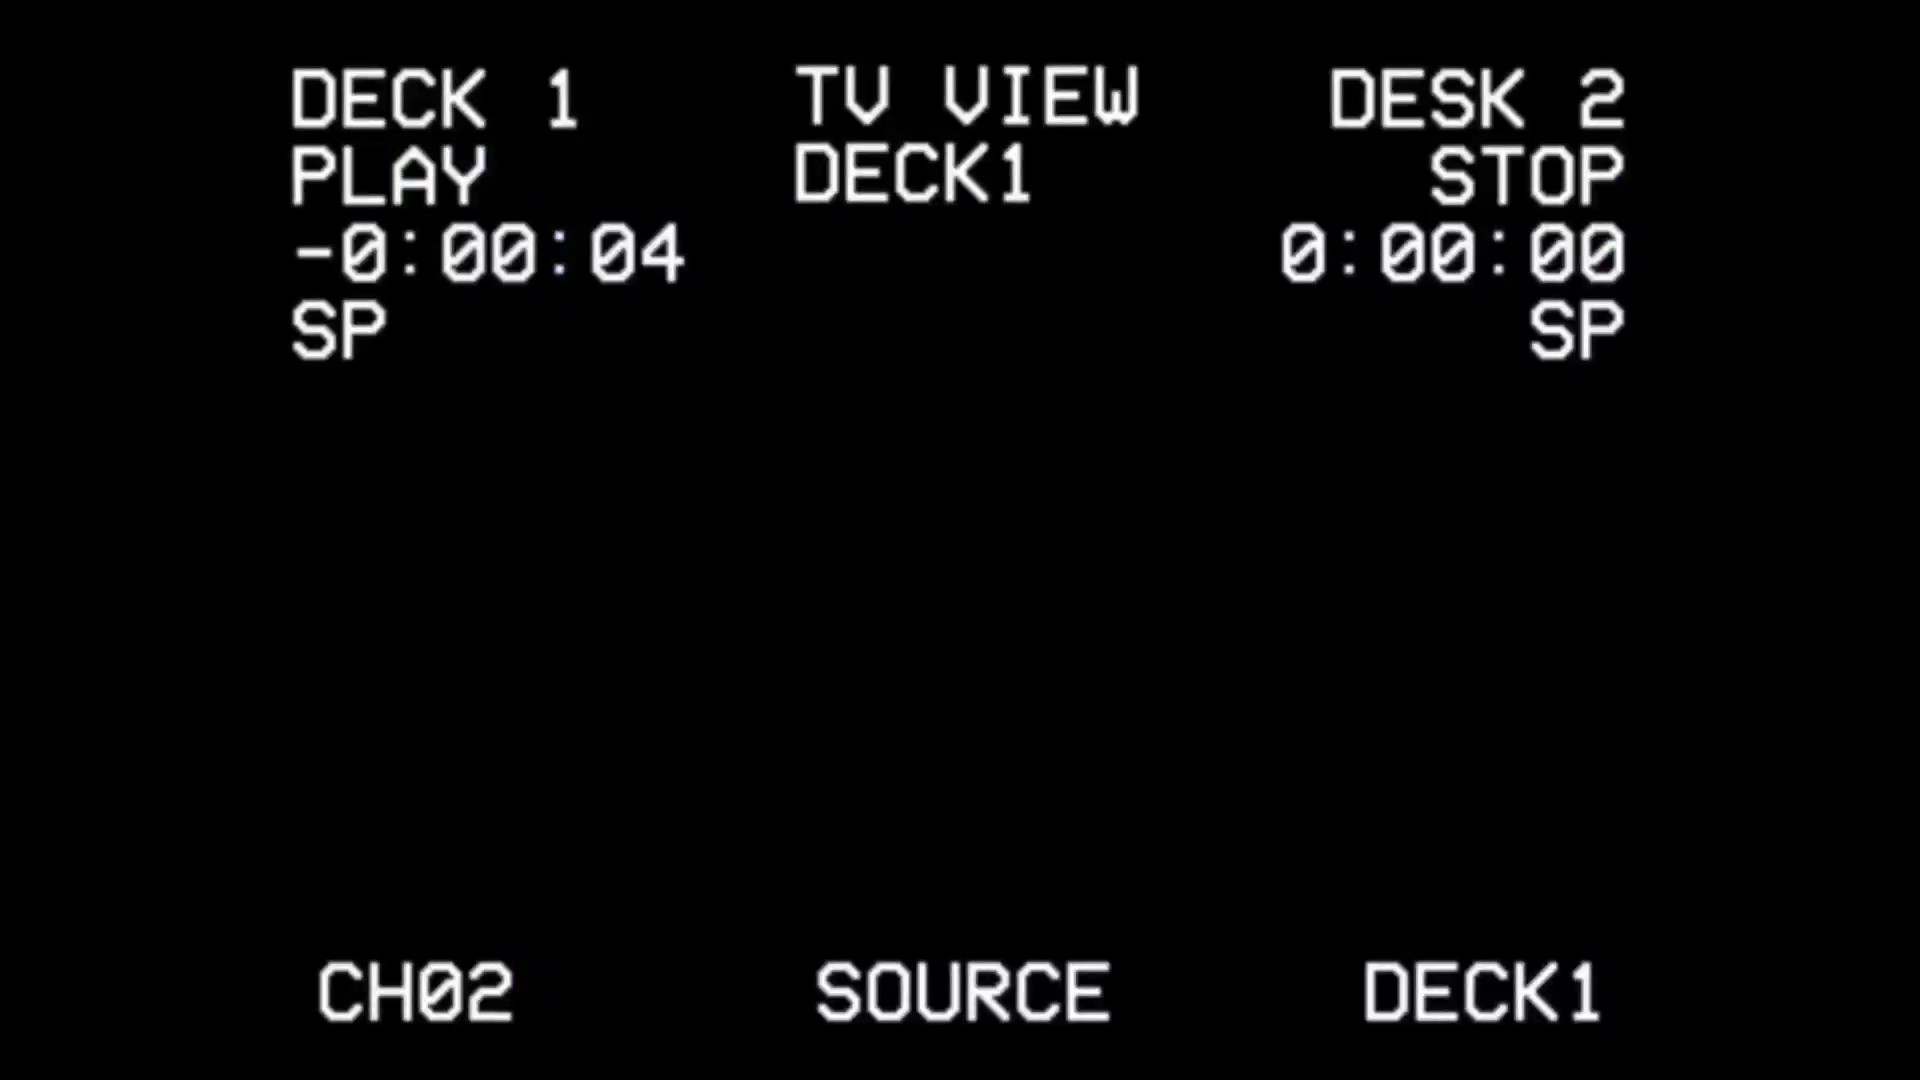 DECK 1
PLAY
-0:00:04
SP
TV VIEW
DECK1
DESK 2
STOP
0:00:00
SP
CH02
SOURCE
DECK1